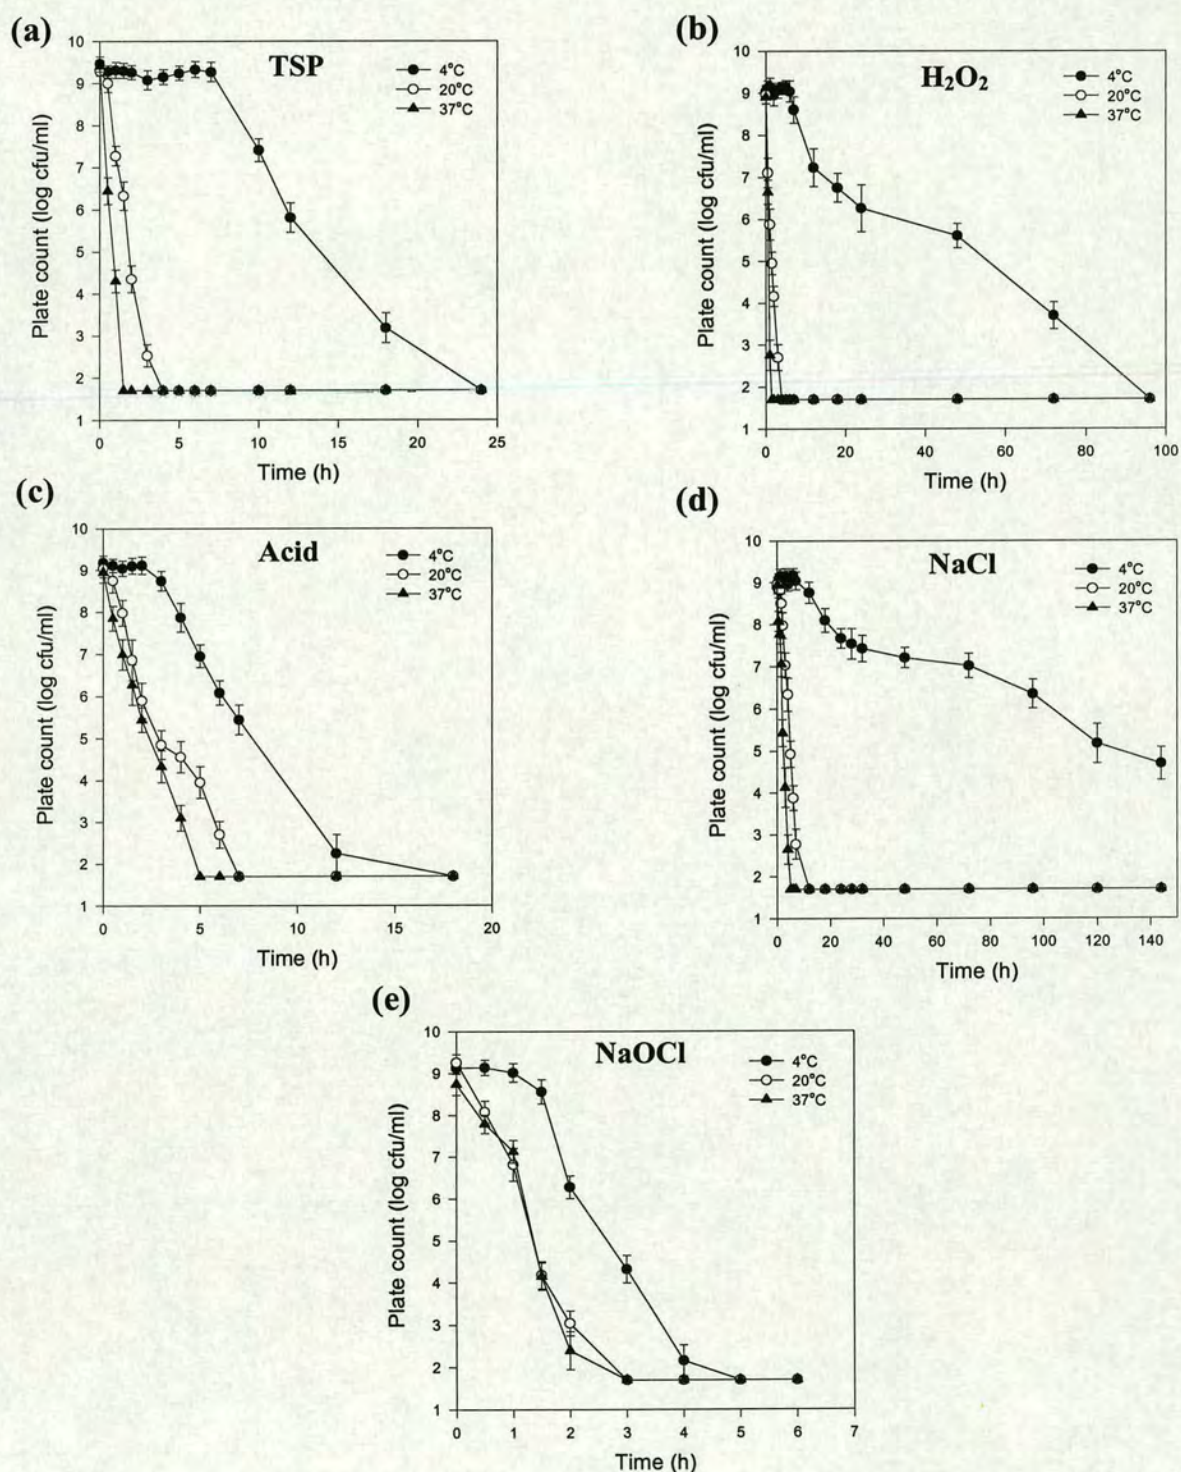 (a)
TSP
4°C
20°C
37°C
Plate count (log cfu/ml)
10
9
8
7
6
5
4
3
2
1
0 5 10 15 20 25
Time (h)
(b)
H₂O₂
4°C
20°C
37°C
Plate count (log cfu/ml)
10
9
8
7
6
5
4
3
2
1
0 20 40 60 80 100
Time (h)
(c)
Acid
4°C
20°C
37°C
Plate count (log cfu/ml)
10
9
8
7
6
5
4
3
2
1
0 5 10 15 20
Time (h)
(d)
NaCl
4°C
20°C
37°C
Plate count (log cfu/ml)
10
9
8
7
6
5
4
3
2
1
0 20 40 60 80 100 120 140
Time (h)
(e)
NaOCl
4°C
20°C
37°C
Plate count (log cfu/ml)
10
9
8
7
6
5
4
3
2
1
0 1 2 3 4 5 6 7
Time (h)